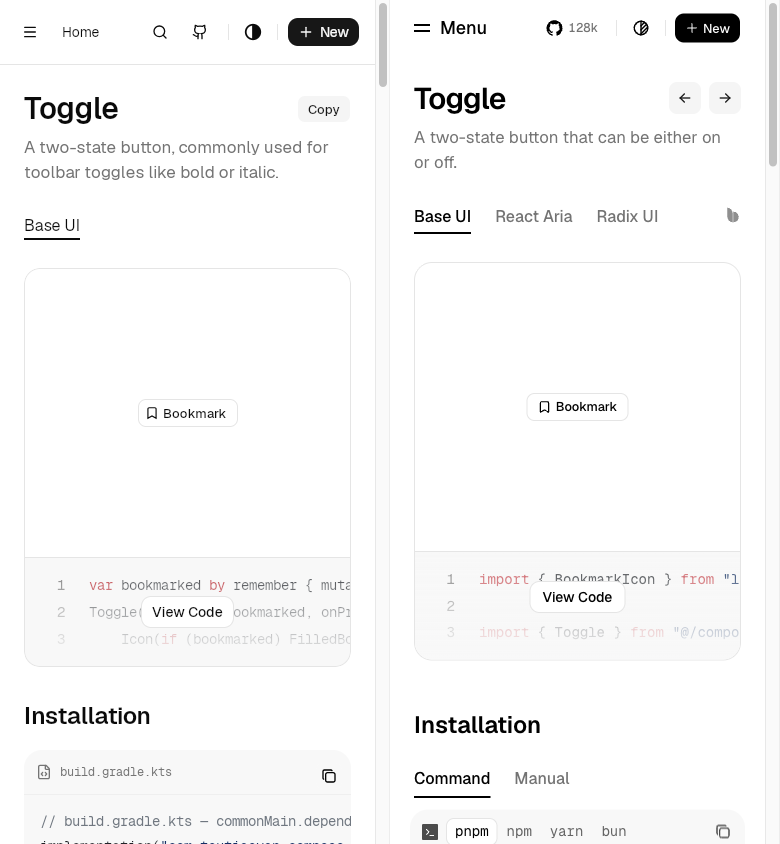 Home
New
Toggle
Copy
A two-state button, commonly used for
toolbar toggles like bold or italic.
Base UI
Bookmark
1 var bookmarked by remember { muta
2 Toggle( ookmarked, onPr
3 Icon(if (bookmarked) FilledBo
View Code
Installation
build.gradle.kts
// build.gradle.kts — commonMain.depend
Menu
128k
New
Toggle
A two-state button that can be either on
or off.
Base UI React Aria Radix UI
Bookmark
1 import { BookmarkIcon } from "l
2
3 import { Toggle } from "@/compo
View Code
Installation
Command Manual
pnpm npm yarn bun